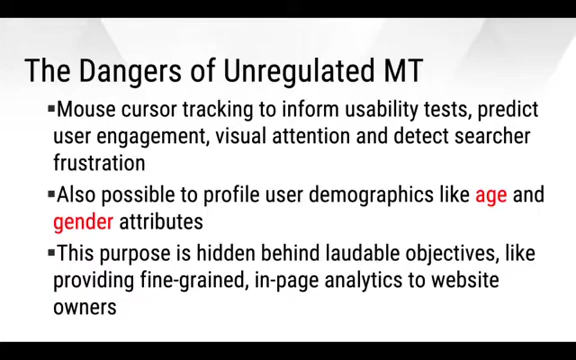 The Dangers of Unregulated MT
▪Mouse cursor tracking to inform usability tests, predict
user engagement, visual attention and detect searcher
frustration
▪Also possible to profile user demographics like age and
gender attributes
▪This purpose is hidden behind laudable objectives, like
providing fine-grained, in-page analytics to website
owners